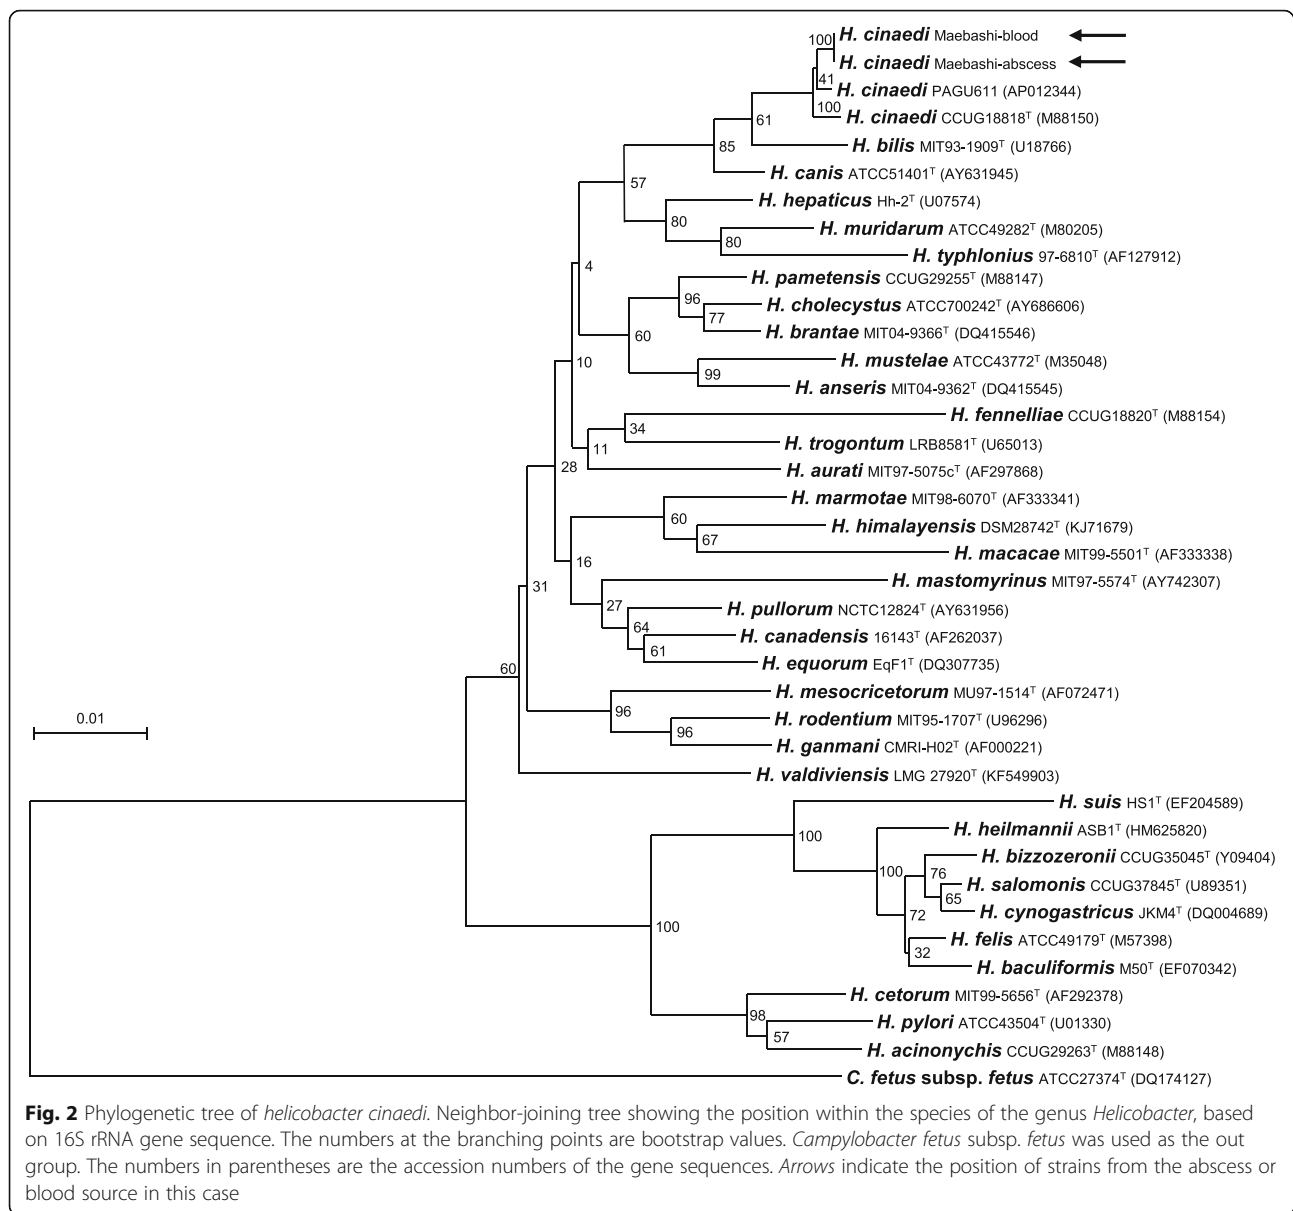 100 H. cinaedi Maebashi-blood
H. cinaedi Maebashi-abscess
41 H. cinaedi PAGU611 (AP012344)
100 H. cinaedi CCUG18818ᵀ (M88150)
61
H. bilis MIT93-1909ᵀ (U18766)
85
H. canis ATCC51401ᵀ (AY631945)
57
H. hepaticus Hh-2ᵀ (U07574)
80
H. muridarum ATCC49282ᵀ (M80205)
80
H. typhlonius 97-6810ᵀ (AF127912)
4
H. pametensis CCUG29255ᵀ (M88147)
96
H. cholecystus ATCC700242ᵀ (AY686606)
77
H. brantae MIT04-9366ᵀ (DQ415546)
60
H. mustelae ATCC43772ᵀ (M35048)
10
99
H. anseris MIT04-9362ᵀ (DQ415545)
H. fennelliae CCUG18820ᵀ (M88154)
34
H. trogontum LRB8581ᵀ (U65013)
11
H. aurati MIT97-5075cᵀ (AF297868)
28
H. marmotae MIT98-6070ᵀ (AF333341)
60
H. himalayensis DSM28742ᵀ (KJ71679)
67
H. macacae MIT99-5501ᵀ (AF333338)
16
H. mastomyrinus MIT97-5574ᵀ (AY742307)
31
27
H. pullorum NCTC12824ᵀ (AY631956)
64
H. canadensis 16143ᵀ (AF262037)
61
H. equorum EqF1ᵀ (DQ307735)
60
H. mesocricetorum MU97-1514ᵀ (AF072471)
96
H. rodentium MIT95-1707ᵀ (U96296)
0.01
96
H. ganmani CMRI-H02ᵀ (AF000221)
H. valdiviensis LMG 27920ᵀ (KF549903)
H. suis HS1ᵀ (EF204589)
100
H. heilmannii ASB1ᵀ (HM625820)
H. bizzozeronii CCUG35045ᵀ (Y09404)
100
76
H. salomonis CCUG37845ᵀ (U89351)
65
H. cynogastricus JKM4ᵀ (DQ004689)
72
100
H. felis ATCC49179ᵀ (M57398)
32
H. baculiformis M50ᵀ (EF070342)
H. cetorum MIT99-5656ᵀ (AF292378)
98
H. pylori ATCC43504ᵀ (U01330)
57
H. acinonychis CCUG29263ᵀ (M88148)
C. fetus subsp. fetus ATCC27374ᵀ (DQ174127)
Fig. 2 Phylogenetic tree of helicobacter cinaedi. Neighbor-joining tree showing the position within the species of the genus Helicobacter, based
on 16S rRNA gene sequence. The numbers at the branching points are bootstrap values. Campylobacter fetus subsp. fetus was used as the out
group. The numbers in parentheses are the accession numbers of the gene sequences. Arrows indicate the position of strains from the abscess or
blood source in this case